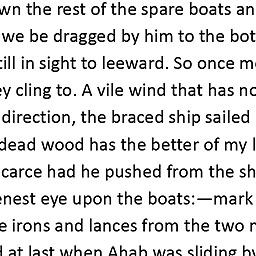 wn the rest of the spare boats an
we be dragged by him to the bot
till in sight to leeward. So once m
ey cling to. A vile wind that has no
direction, the braced ship sailed
dead wood has the better of my l
carce had he pushed from the sh
enest eye upon the boats:—mark
e irons and lances from the two
at last when Ahab was sliding by